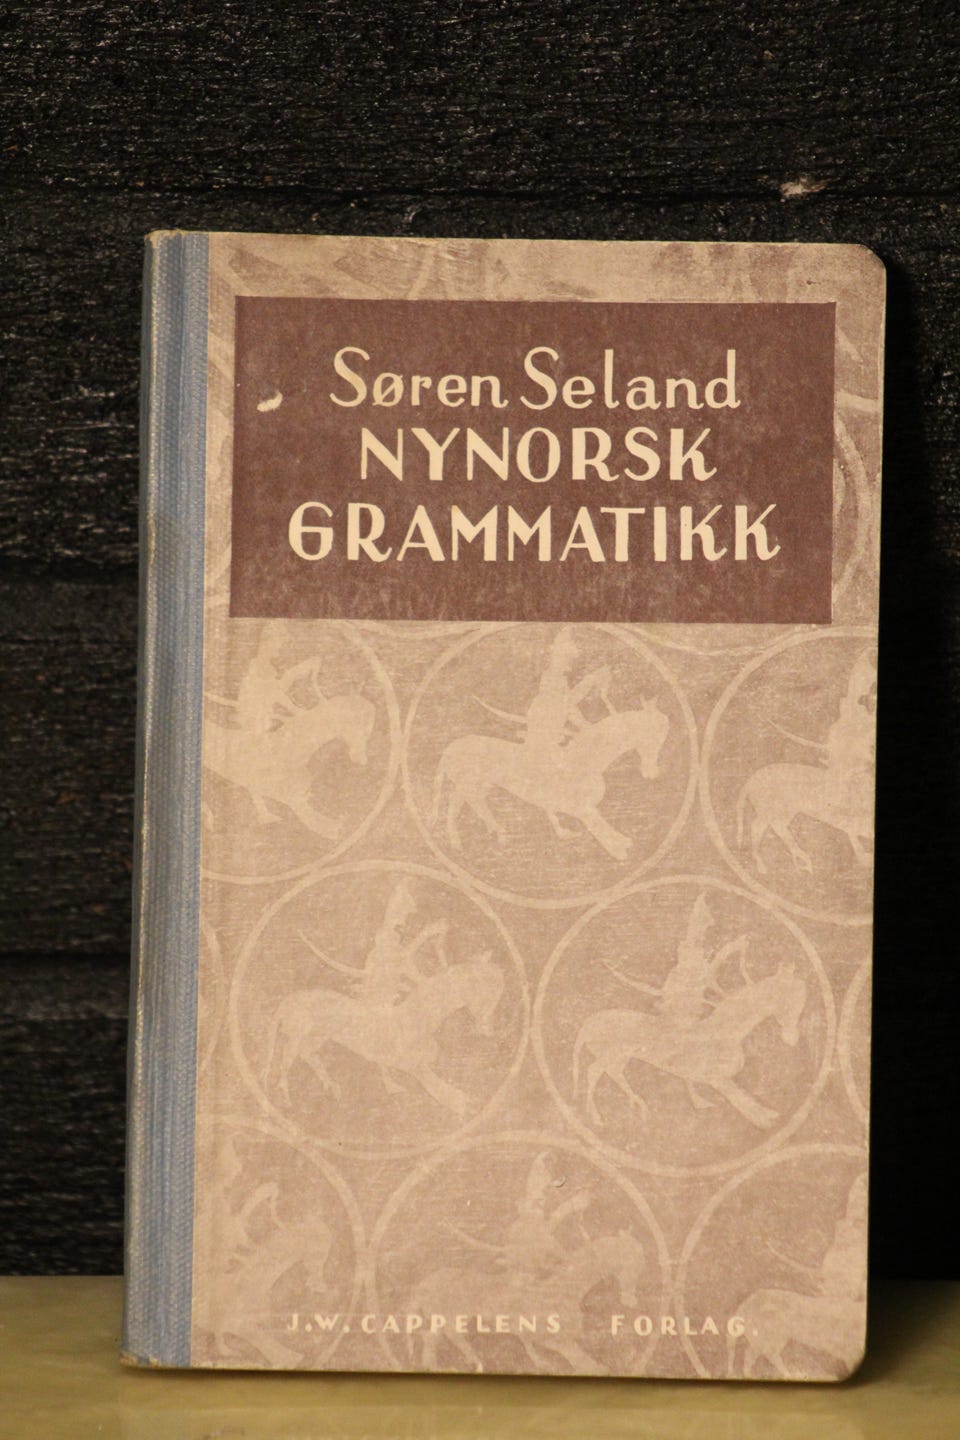 Søren Seland
NYNORSK
GRAMMATIKK
J.W. CAPPELENS FORLAG.